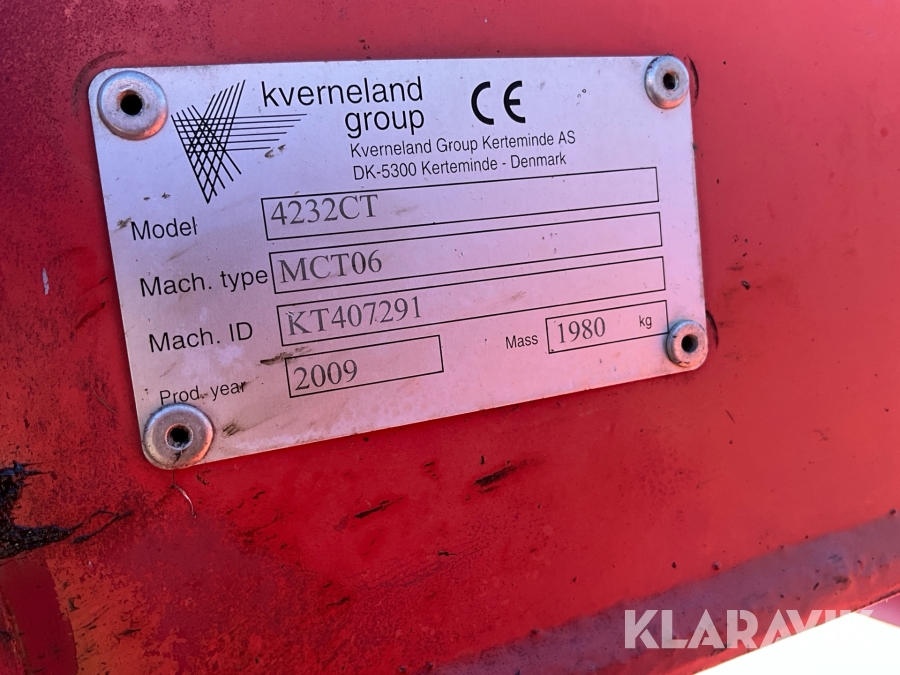 kverneland
group
CE
Kverneland Group Kerteminde AS
DK-5300 Kerteminde - Denmark
Model 4232CT
Mach. type MCT06
Mach. ID KT407291
Prod. year 2009 Mass 1980 kg
KLARAVIK